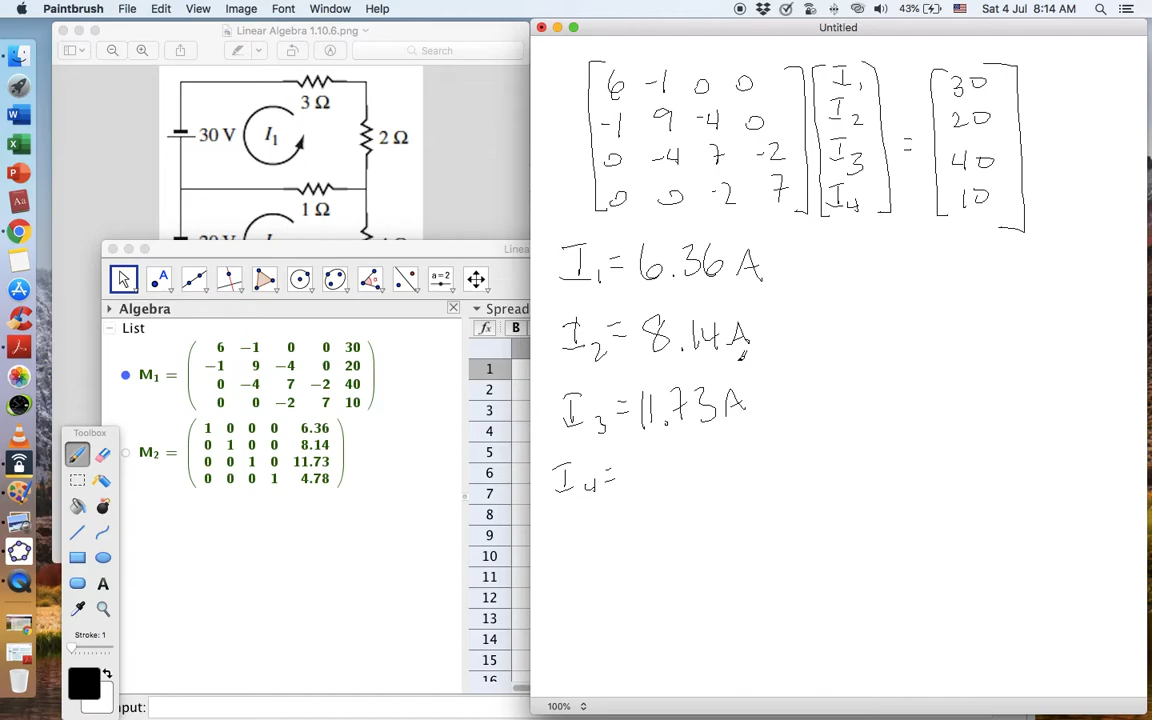 Paintbrush File Edit View Image Font Window Help 43% Sat 4 Jul 8:14 AM
Linear Algebra 1.10.6.png
Search
3 Ω
30 V I₁ 2 Ω
1 Ω
Linea
a=2
Algebra
Spread
List
fx B
M₁ =
6 −1 0 0 30
−1 9 −4 0 20
0 −4 7 −2 40
0 0 −2 7 10
M₂ =
1 0 0 0 6.36
0 1 0 0 8.14
0 0 1 0 11.73
0 0 0 1 4.78
1
2
3
4
5
6
7
8
9
10
11
12
13
14
15
16
Toolbox
A
Stroke: 1
put:
Untitled
6 -1 0 0 I₁ 30
-1 9 -4 0 I₂ 20
0 -4 7 -2 I₃ = 40
0 0 -2 7 I₄ 10
I₁ = 6.36 A
I₂ = 8.14 A
I₃ = 11.73 A
I₄ =
100%